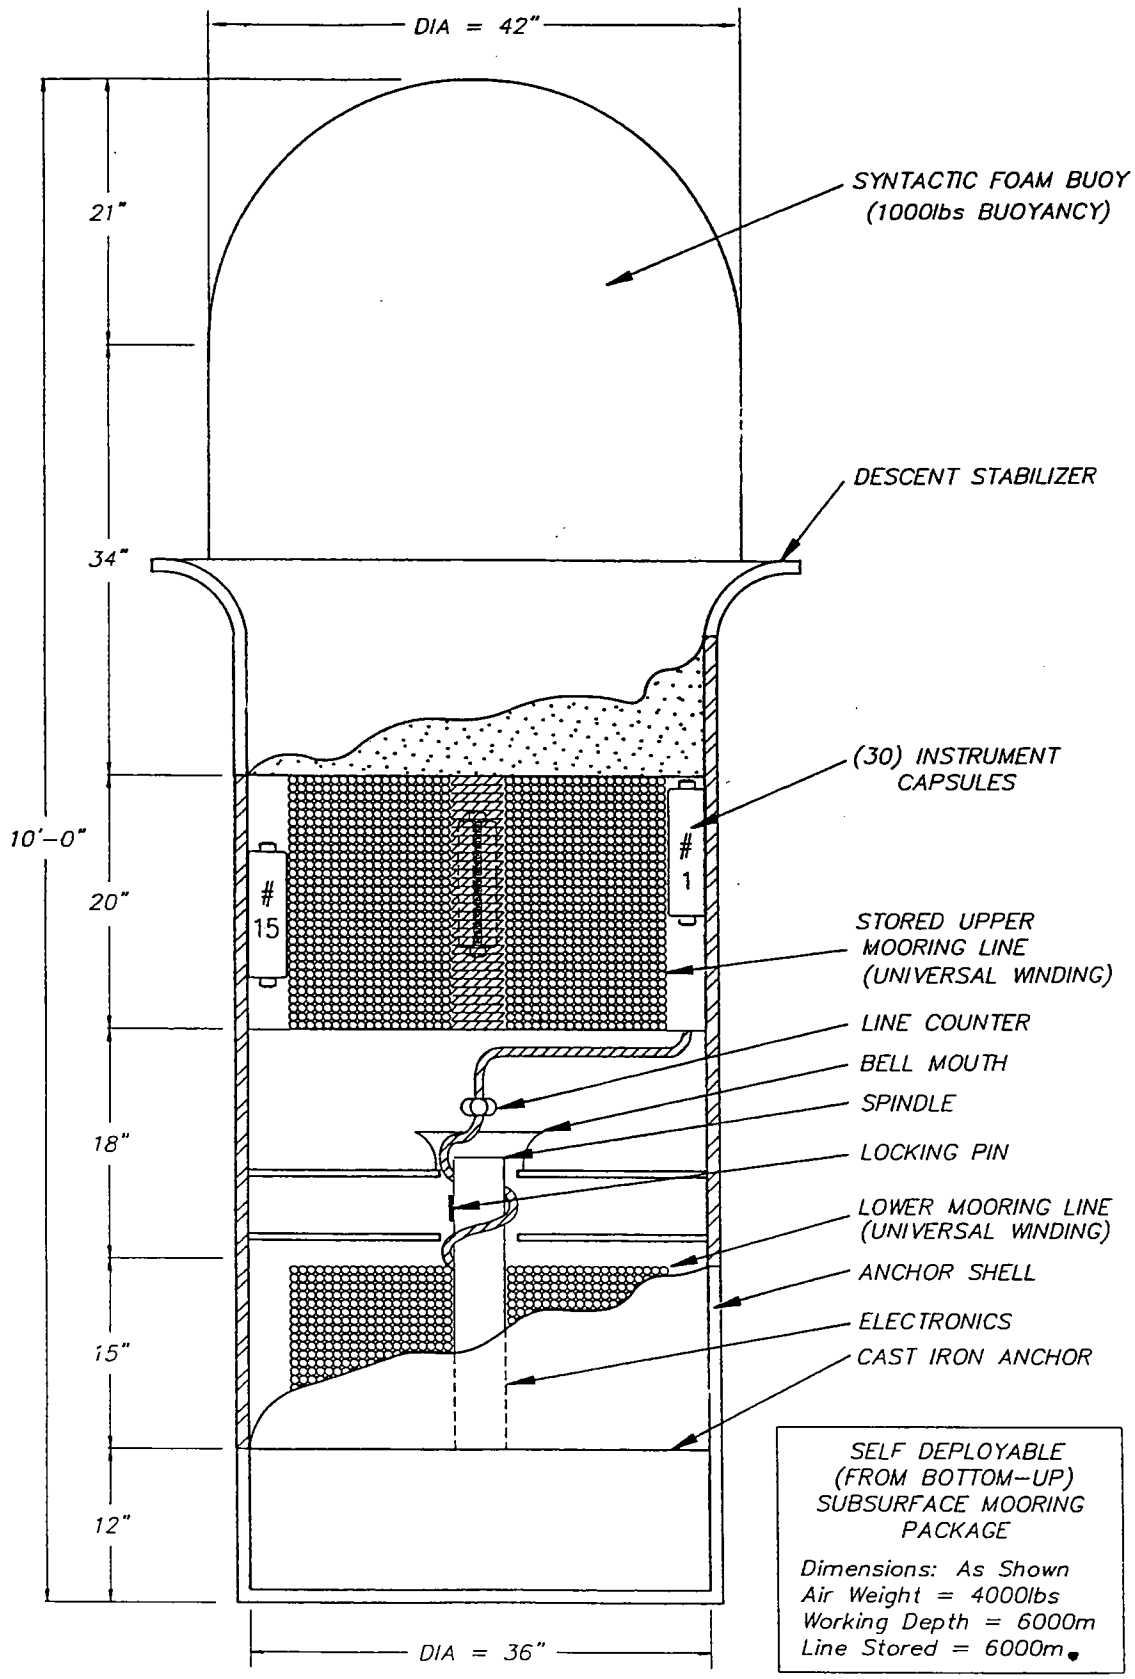 DIA = 42"
21"
SYNTACTIC FOAM BUOY
(1000lbs BUOYANCY)
DESCENT STABILIZER
34"
(30) INSTRUMENT
CAPSULES
10'-0"
#
1
20"
#
15
STORED UPPER
MOORING LINE
(UNIVERSAL WINDING)
LINE COUNTER
BELL MOUTH
SPINDLE
18"
LOCKING PIN
LOWER MOORING LINE
(UNIVERSAL WINDING)
ANCHOR SHELL
ELECTRONICS
15"
CAST IRON ANCHOR
12"
SELF DEPLOYABLE
(FROM BOTTOM-UP)
SUBSURFACE MOORING
PACKAGE
Dimensions: As Shown
Air Weight = 4000lbs
Working Depth = 6000m
Line Stored = 6000m.
DIA = 36"